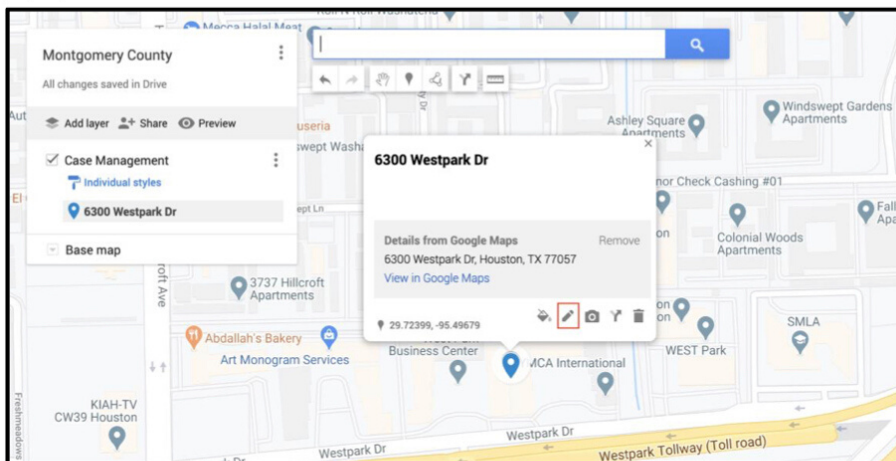 Mecca Halal Meat
Montgomery County
All changes saved in Drive
Add layer
Share
Preview
Case Management
Individual styles
6300 Westpark Dr
Base map
6300 Westpark Dr
Details from Google Maps
Remove
6300 Westpark Dr, Houston, TX 77057
View in Google Maps
29.72399, -95.49679
Ashley Square
Apartments
Windswept Gardens
Apartments
Colonial Woods
Apartments
3737 Hillcroft
Apartments
Abdallah's Bakery
Art Monogram Services
Business Center
WEST Park
SMLA
KIAH-TV
CW39 Houston
Freshmeadows
Westpark Dr
Westpark Dr
Westpark Tollway (Toll road)